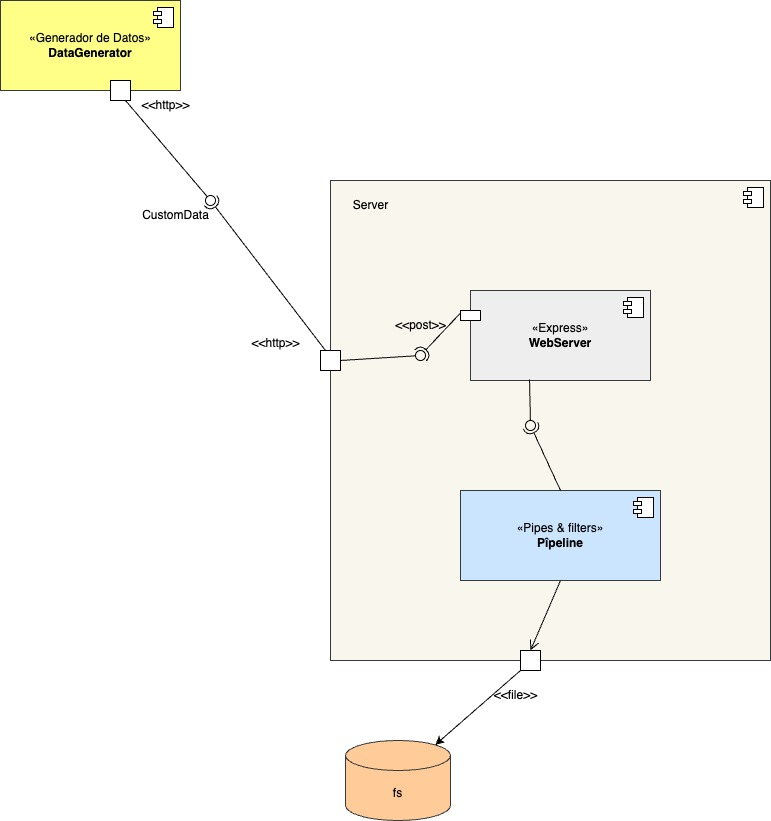 «Generador de Datos»
DataGenerator
<<http>>
CustomData
Server
<<post>>
<<http>>
«Express»
WebServer
«Pipes & filters»
Pîpeline
<<file>>
fs